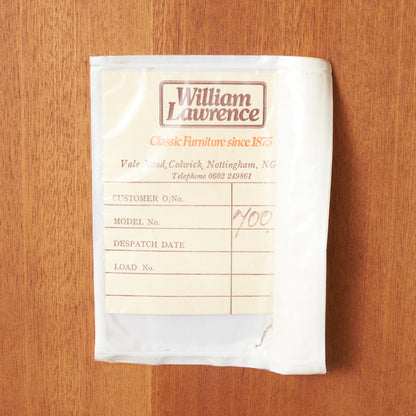 William
Lawrence
Classic Furniture since 1875
Vale Road, Colwick, Nottingham, NG
Telephone 0602 249861
CUSTOMER O/No.
MODEL No. 700
DESPATCH DATE
LOAD No.